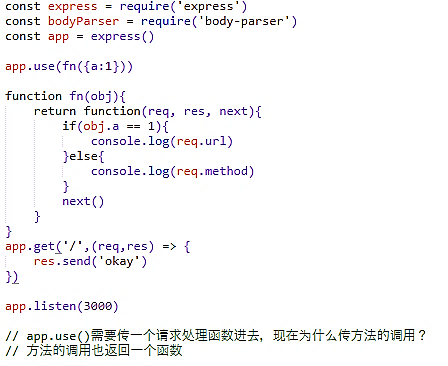 const express = require('express')
const bodyParser = require('body-parser')
const app = express()
app.use(fn({a:1}))
function fn(obj){
return function(req, res, next){
if(obj.a == 1){
console.log(req.url)
}else{
console.log(req.method)
}
next()
}
}
app.get('/',(req,res) => {
res.send('okay')
})
app.listen(3000)
// app.use()需要传一个请求处理函数进去，现在为什么传方法的调用？
// 方法的调用也返回一个函数